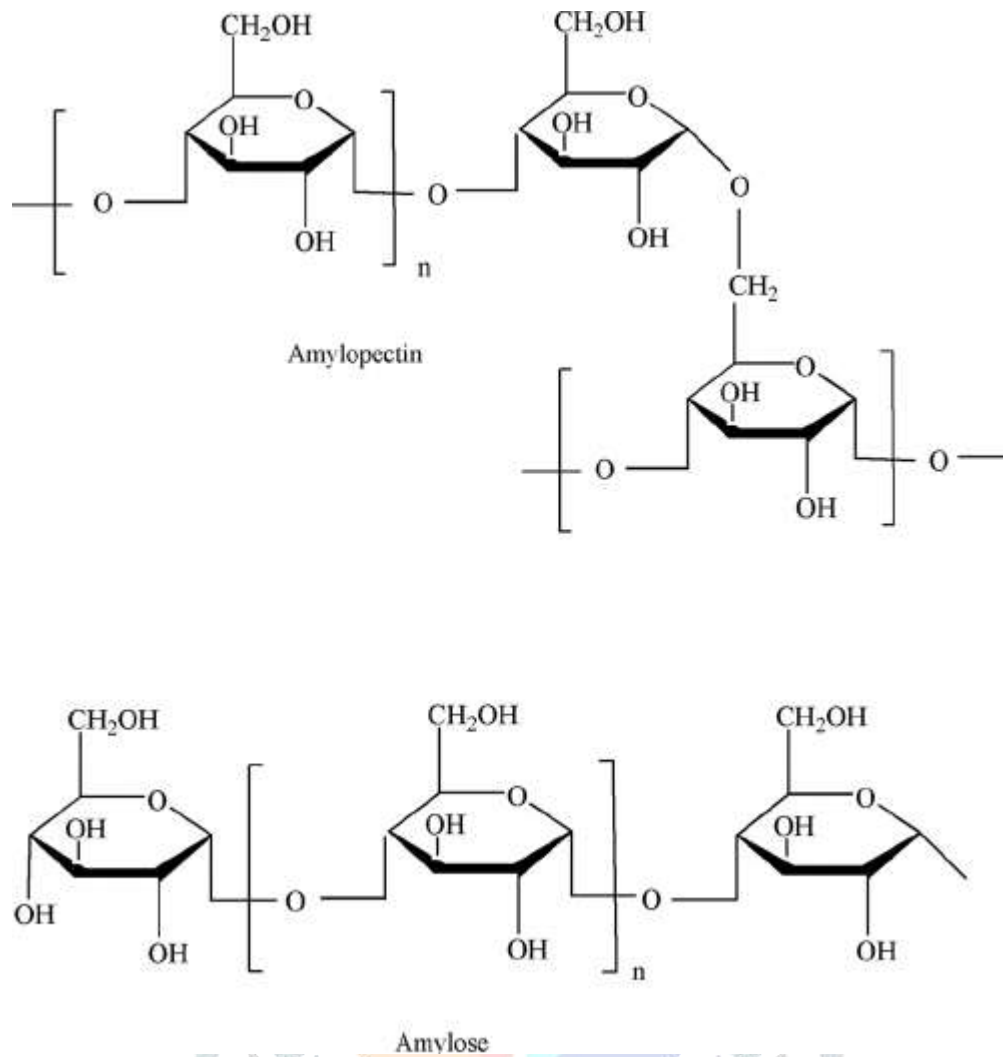 CH₂OH CH₂OH
O O
OH OH
O O O
OH OH
n
CH₂
Amylopectin
O
OH
O O
OH
CH₂OH CH₂OH CH₂OH
O O O
OH OH OH
O O
OH OH OH OH
n
Amylose